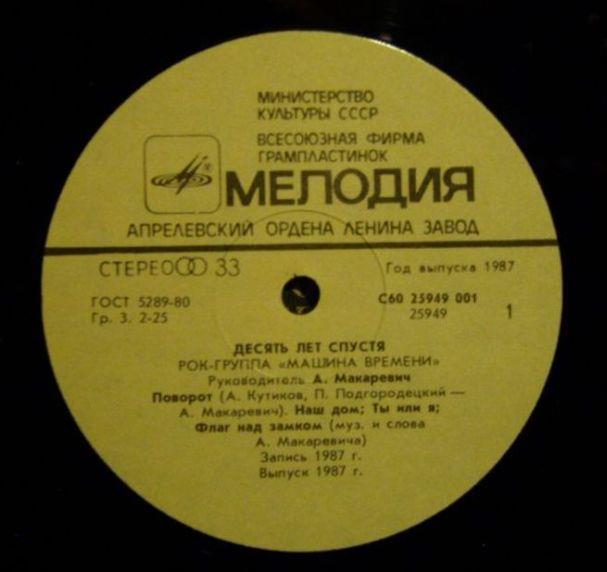 МИНИСТЕРСТВО
КУЛЬТУРЫ СССР
ВСЕСОЮЗНАЯ ФИРМА
ГРАМПЛАСТИНОК
МЕЛОДИЯ
АПРЕЛЕВСКИЙ ОРДЕНА ЛЕНИНА ЗАВОД
СТЕРЕО 33
Год выпуска 1987
ГОСТ 5289-80
Гр. 3. 2-25
С60 25949 001
25949
1
ДЕСЯТЬ ЛЕТ СПУСТЯ
РОК-ГРУППА «МАШИНА ВРЕМЕНИ»
Руководитель А. Макаревич
Поворот (А. Кутиков, П. Подгородецкий —
А. Макаревич). Наш дом; Ты или я;
Флаг над замком (муз. и слова
А. Макаревича)
Запись 1987 г.
Выпуск 1987 г.